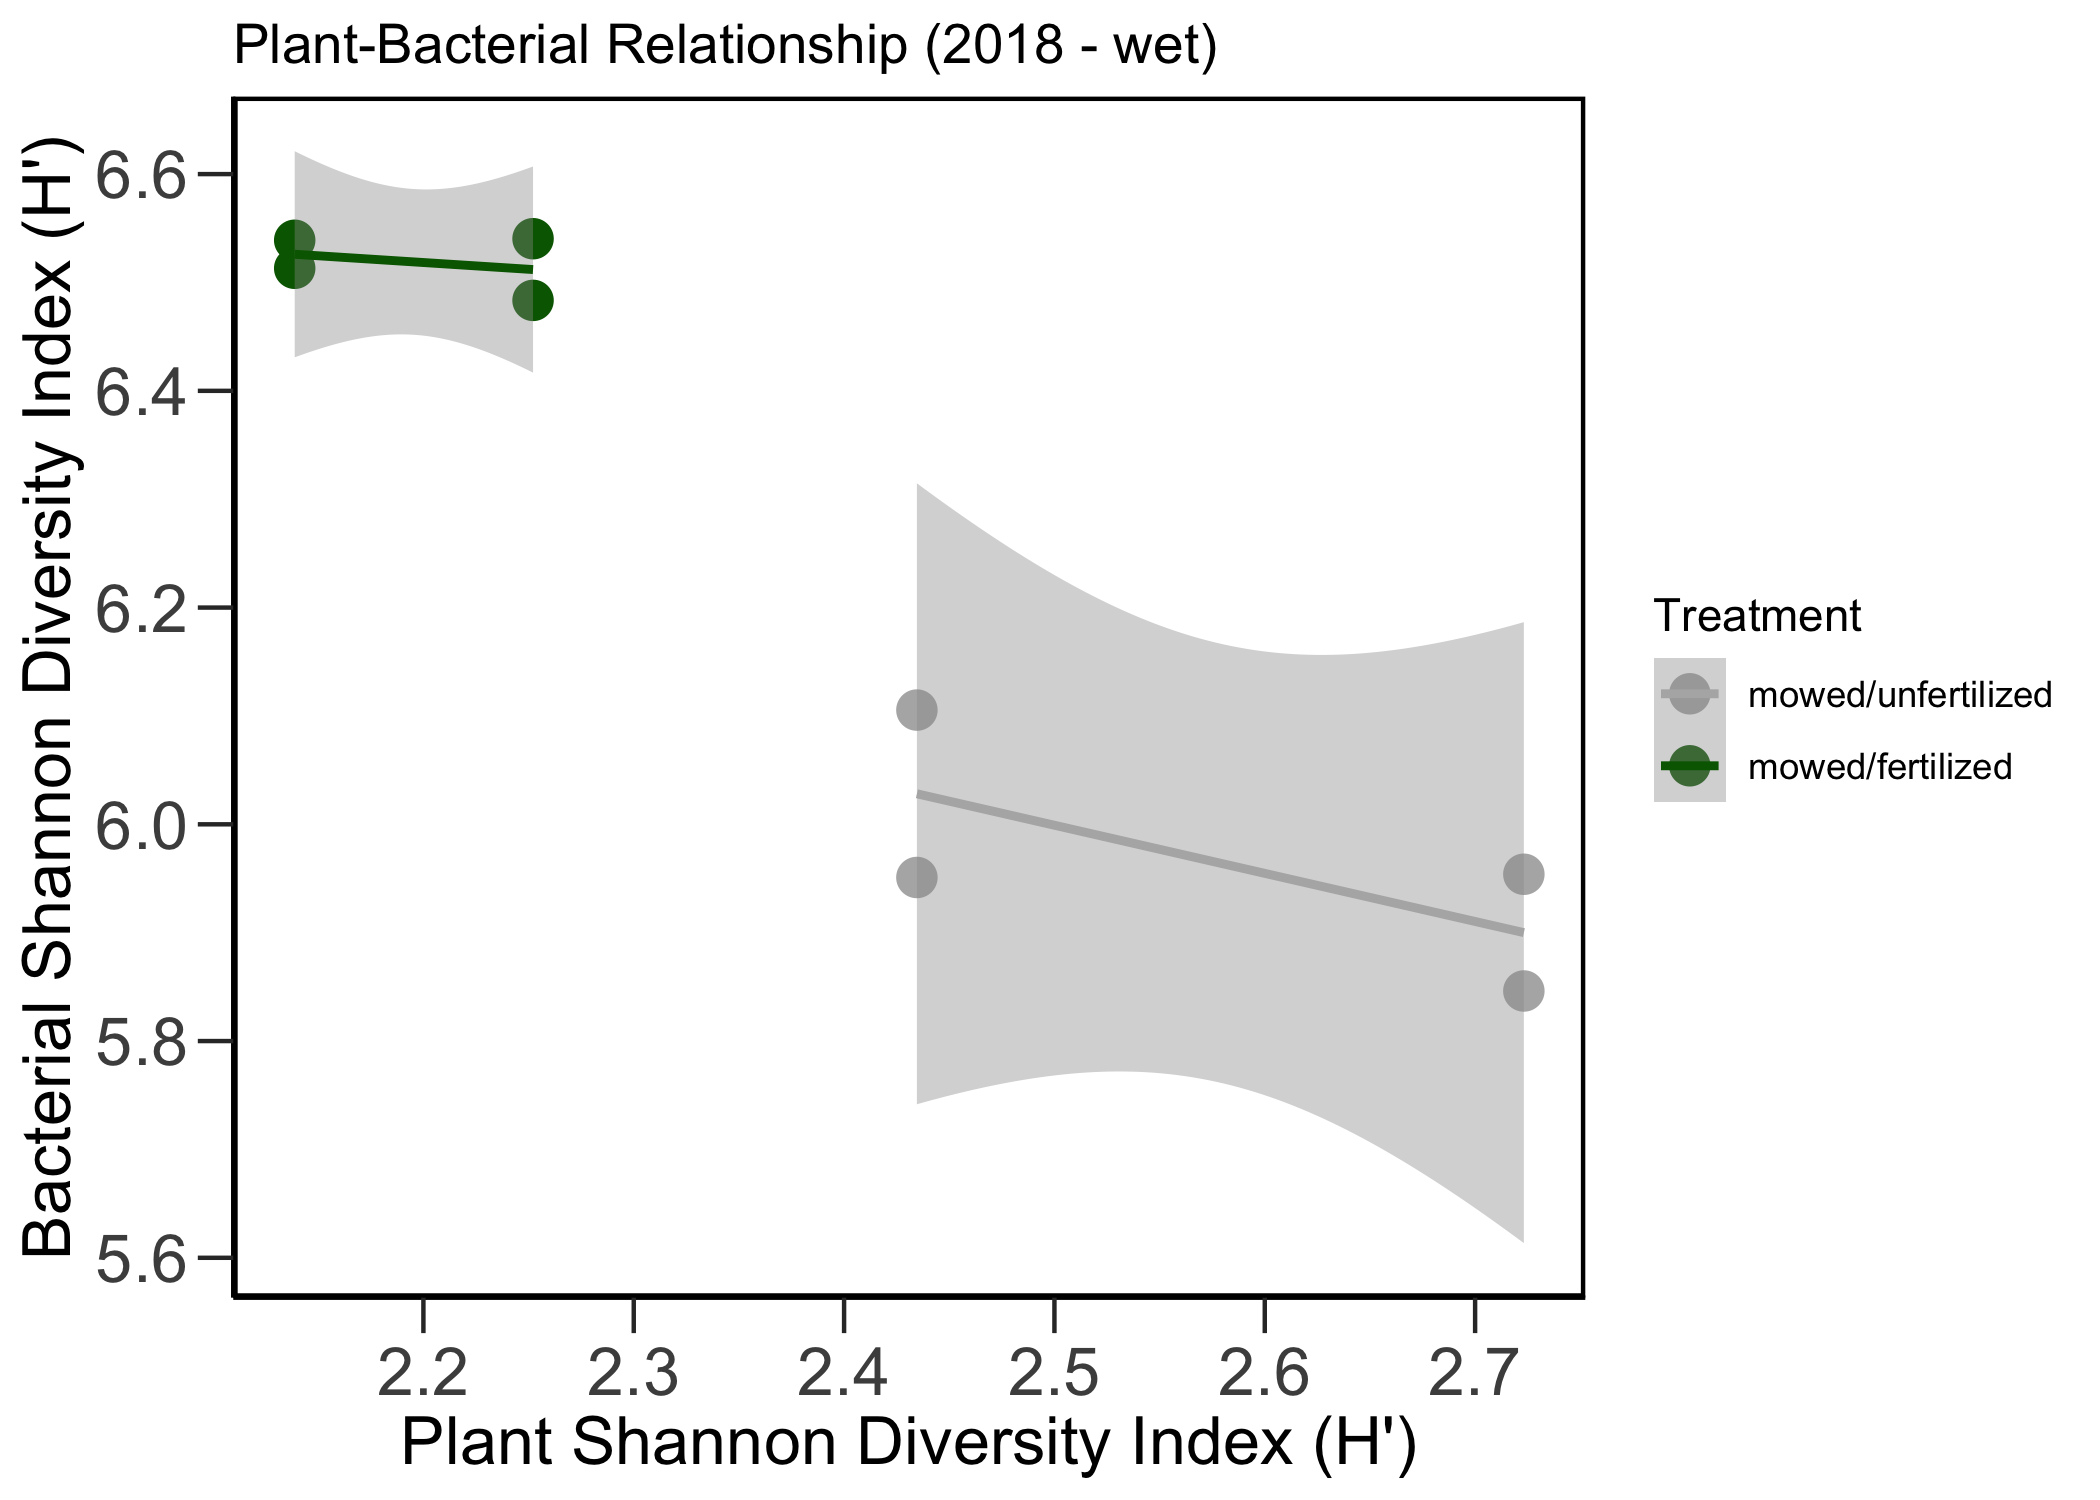 Plant-Bacterial Relationship (2018 - wet)
Bacterial Shannon Diversity Index (H')
6.6
6.4
6.2
6.0
5.8
5.6
2.2 2.3 2.4 2.5 2.6 2.7
Plant Shannon Diversity Index (H')
Treatment
mowed/unfertilized
mowed/fertilized